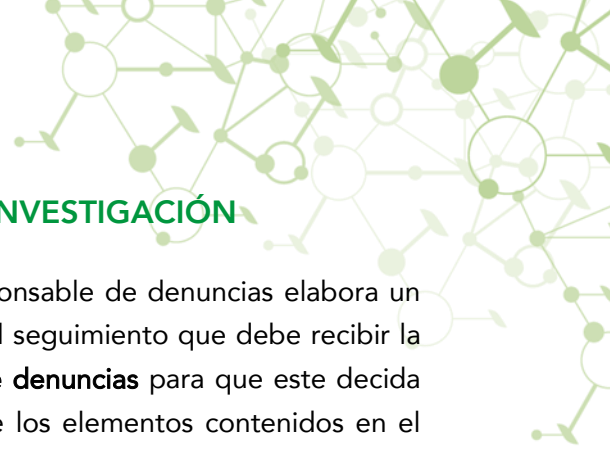 NVESTIGACIÓN
onsable de denuncias elabora un
l seguimiento que debe recibir la
e denuncias para que este decida
e los elementos contenidos en el